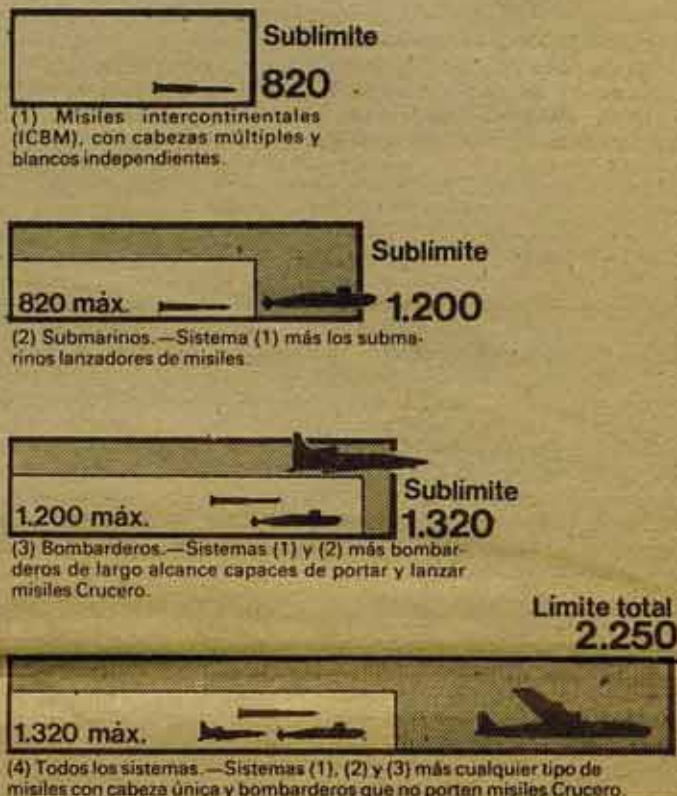 Sublímite
820
(1) Misiles intercontinentales
(ICBM), con cabezas múltiples y
blancos independientes.
Sublímite
820 máx.
1.200
(2) Submarinos.—Sistema (1) más los subma-
rinos lanzadores de misiles.
Sublímite
1.200 máx.
1.320
(3) Bombarderos.—Sistemas (1) y (2) más bombar-
deros de largo alcance capaces de portar y lanzar
misiles Crucero.
Límite total
2.250
1.320 máx.
(4) Todos los sistemas.—Sistemas (1), (2) y (3) más cualquier tipo de
misiles con cabeza única y bombarderos que no porten misiles Crucero.